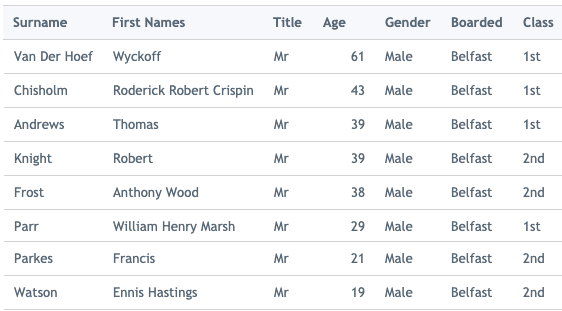 Surname First Names Title Age Gender Boarded Class
Van Der Hoef Wyckoff Mr 61 Male Belfast 1st
Chisholm Roderick Robert Crispin Mr 43 Male Belfast 1st
Andrews Thomas Mr 39 Male Belfast 1st
Knight Robert Mr 39 Male Belfast 2nd
Frost Anthony Wood Mr 38 Male Belfast 2nd
Parr William Henry Marsh Mr 29 Male Belfast 1st
Parkes Francis Mr 21 Male Belfast 2nd
Watson Ennis Hastings Mr 19 Male Belfast 2nd